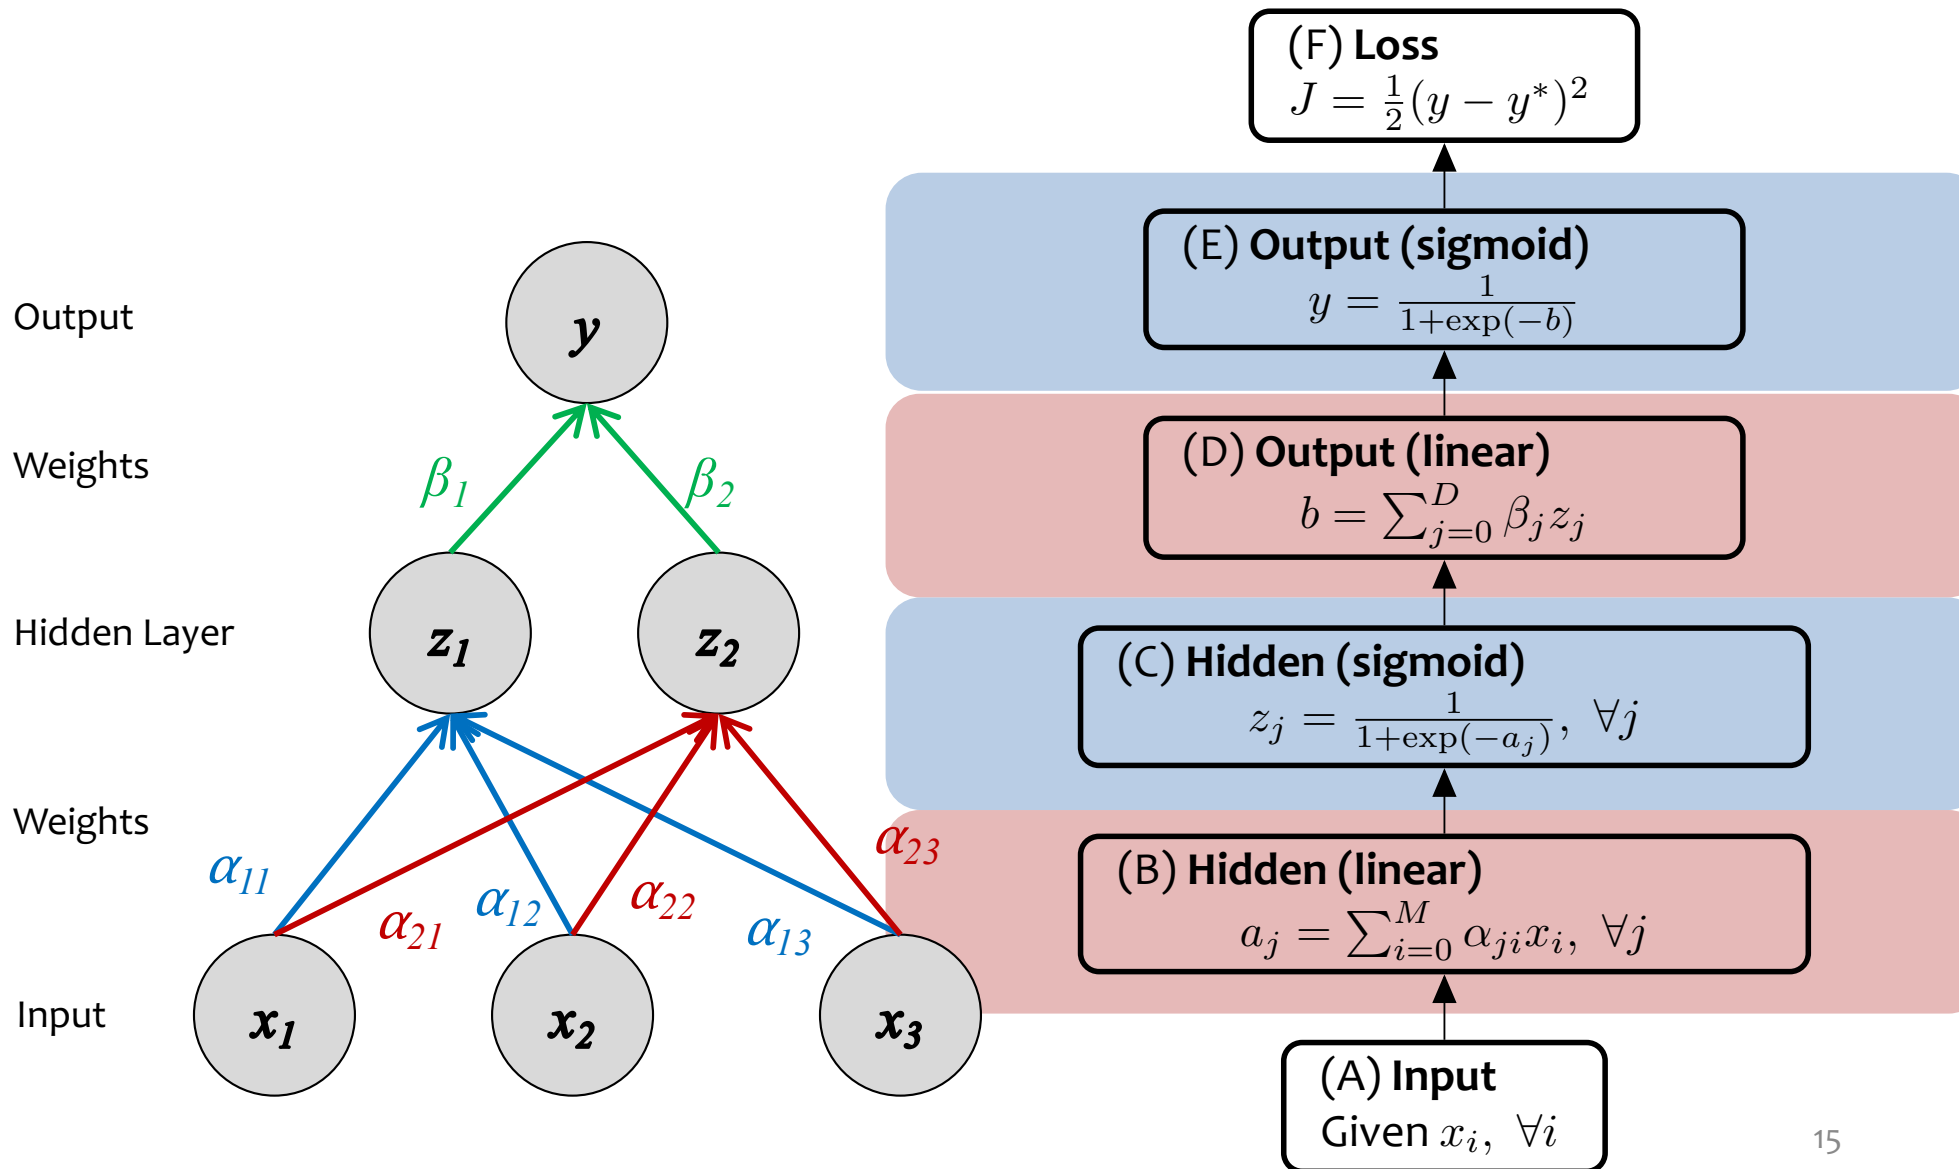 Output
Weights
Hidden Layer
Weights
Input
y
β₁ β₂
z₁ z₂
α₁₁ α₂₁ α₁₂ α₂₂ α₁₃ α₂₃
x₁ x₂ x₃
(F) Loss
J = ½(y − y*)²
(E) Output (sigmoid)
y = 1/(1+exp(−b))
(D) Output (linear)
b = ∑_{j=0}^{D} β_j z_j
(C) Hidden (sigmoid)
z_j = 1/(1+exp(−a_j)), ∀j
(B) Hidden (linear)
a_j = ∑_{i=0}^{M} α_{ji} x_i, ∀j
(A) Input
Given x_i, ∀i
15